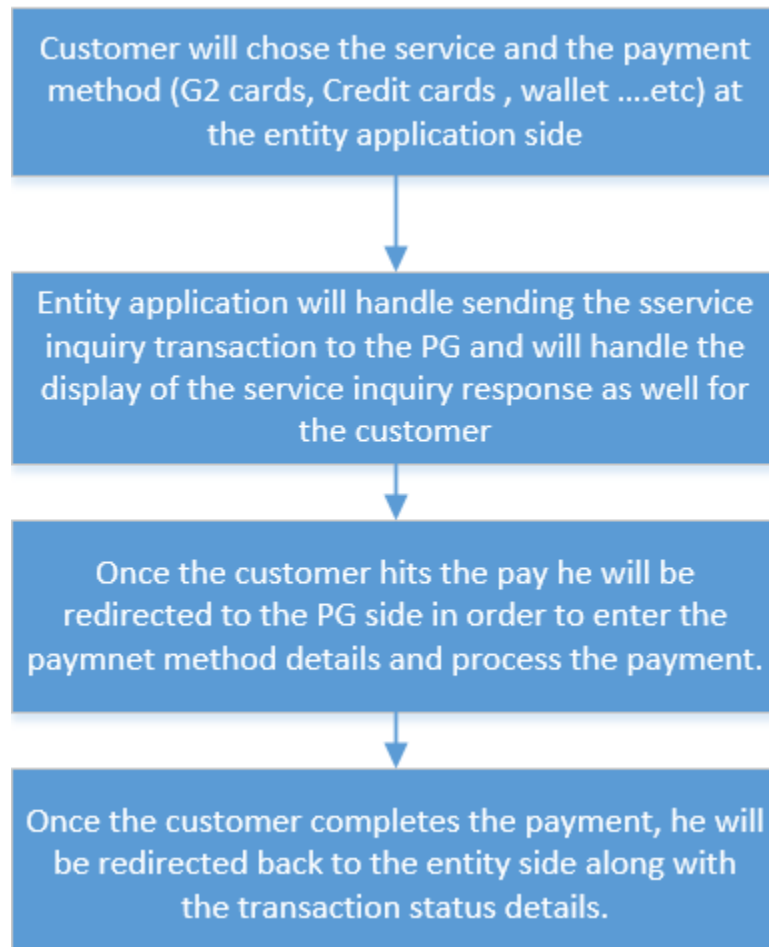 Customer will chose the service and the payment
method (G2 cards, Credit cards , wallet ....etc) at
the entity application side
Entity application will handle sending the sservice
inquiry transaction to the PG and will handle the
display of the service inquiry response as well for
the customer
Once the customer hits the pay he will be
redirected to the PG side in order to enter the
paymnet method details and process the payment.
Once the customer completes the payment, he will
be redirected back to the entity side along with
the transaction status details.